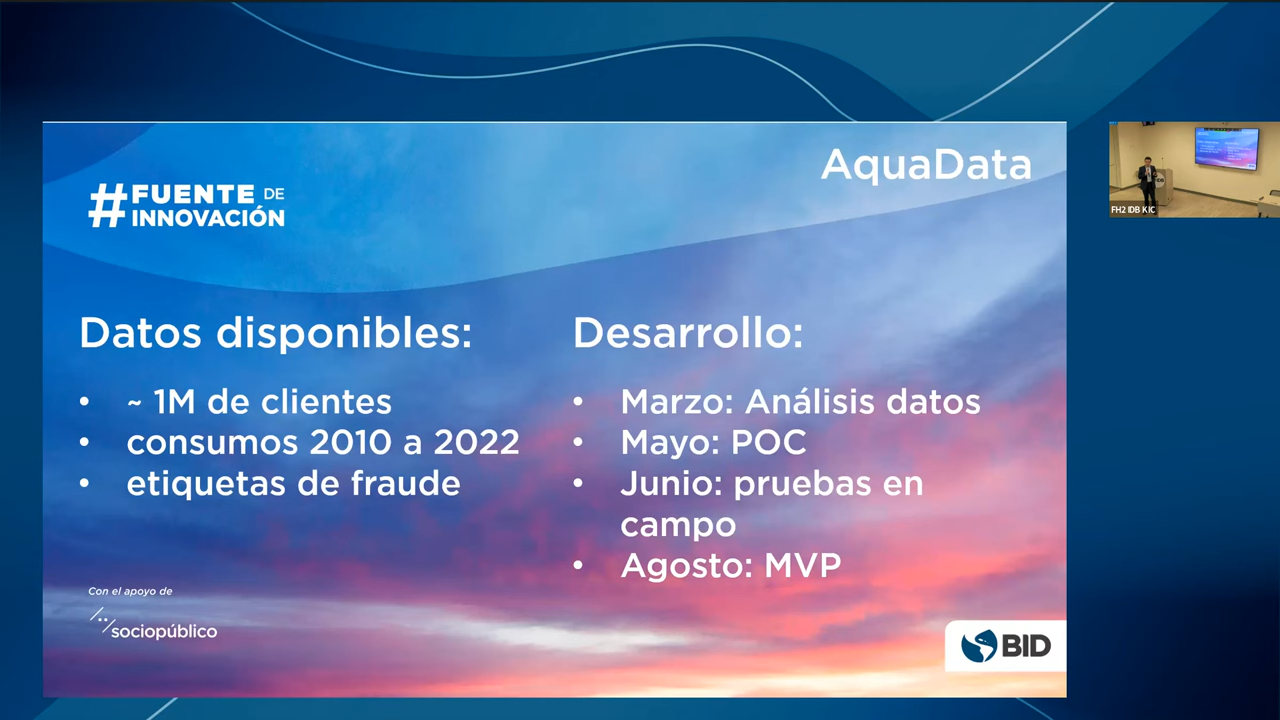 AquaData
#FUENTE DE
INNOVACIÓN
Datos disponibles:
• ~ 1M de clientes
• consumos 2010 a 2022
• etiquetas de fraude
Desarrollo:
• Marzo: Análisis datos
• Mayo: POC
• Junio: pruebas en
campo
• Agosto: MVP
Con el apoyo de
sociopúblico
BID
FH2 IDB KIC